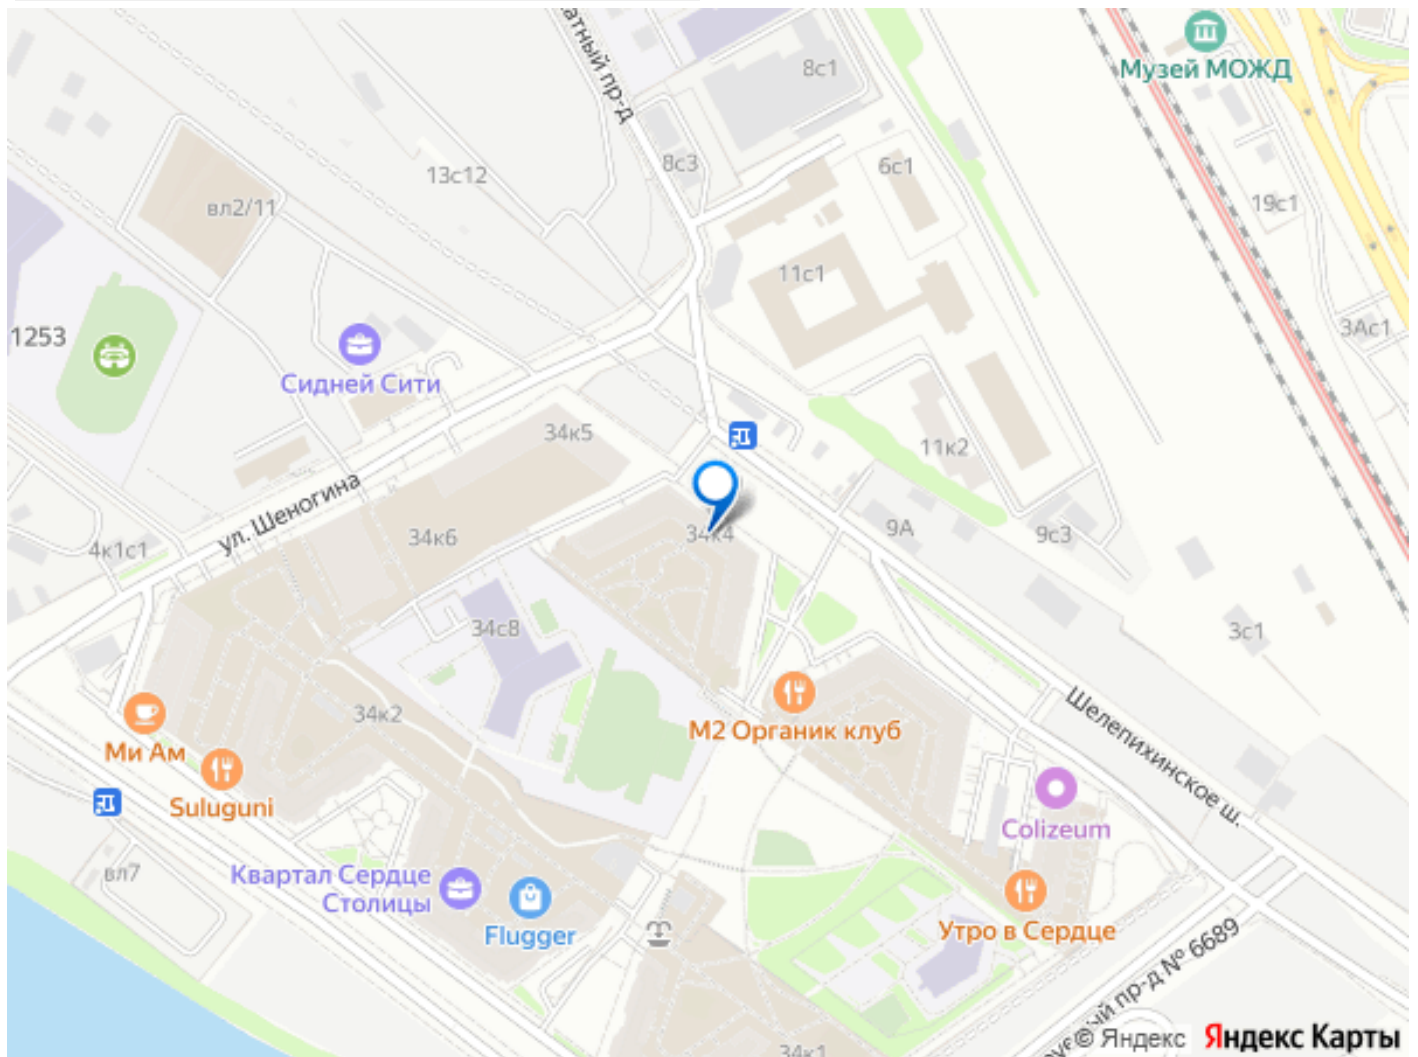 атный пр-д
8с1
Музей МОЖД
8с3
6с1
13с12
вл2/11
19с1
11с1
1253
3Ас1
Сидней Сити
34к5
11к2
ул. Шеногина
34к6
34к4
9А
9с3
4к1с1
34с8
3с1
34к2
М2 Органик клуб
Шелепихинское ш.
Ми Ам
Suluguni
Colizeum
вл7
Квартал Сердце
Столицы
Flugger
Утро в Сердце
ый пр-д № 6689
34к1
© Яндекс
Яндекс Карты